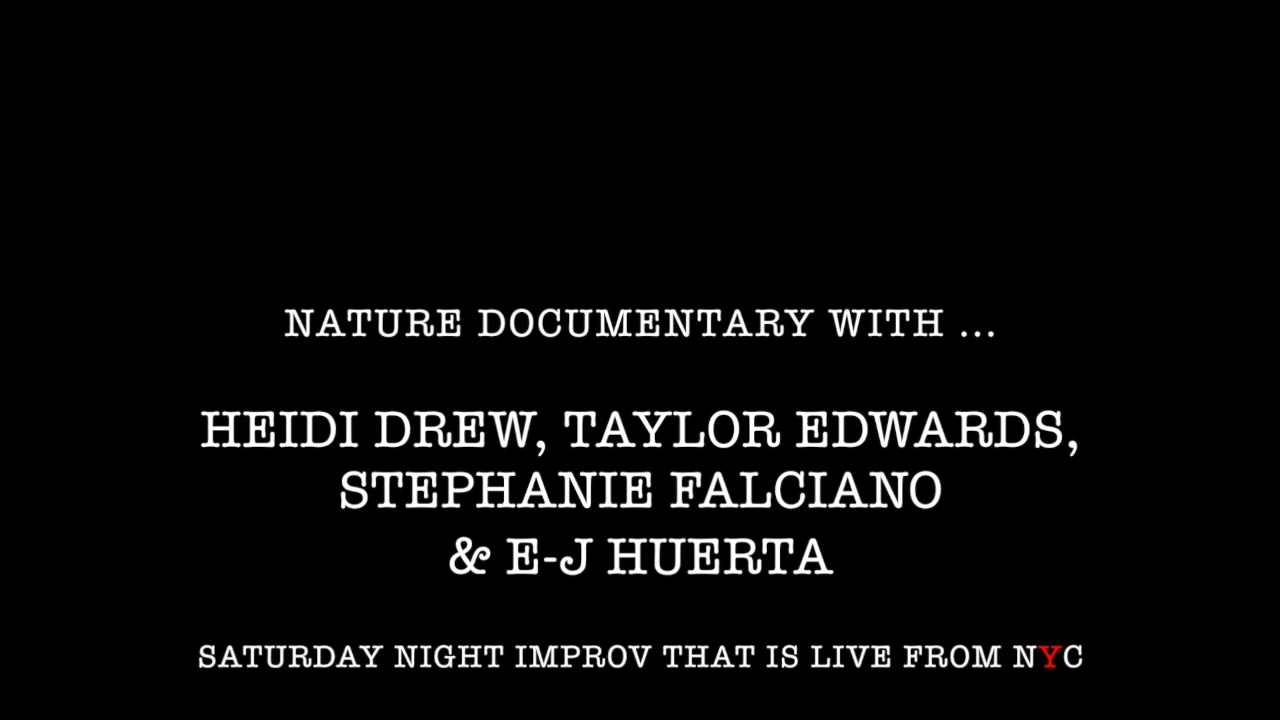 NATURE DOCUMENTARY WITH ...
HEIDI DREW, TAYLOR EDWARDS,
STEPHANIE FALCIANO
& E-J HUERTA
SATURDAY NIGHT IMPROV THAT IS LIVE FROM NYC